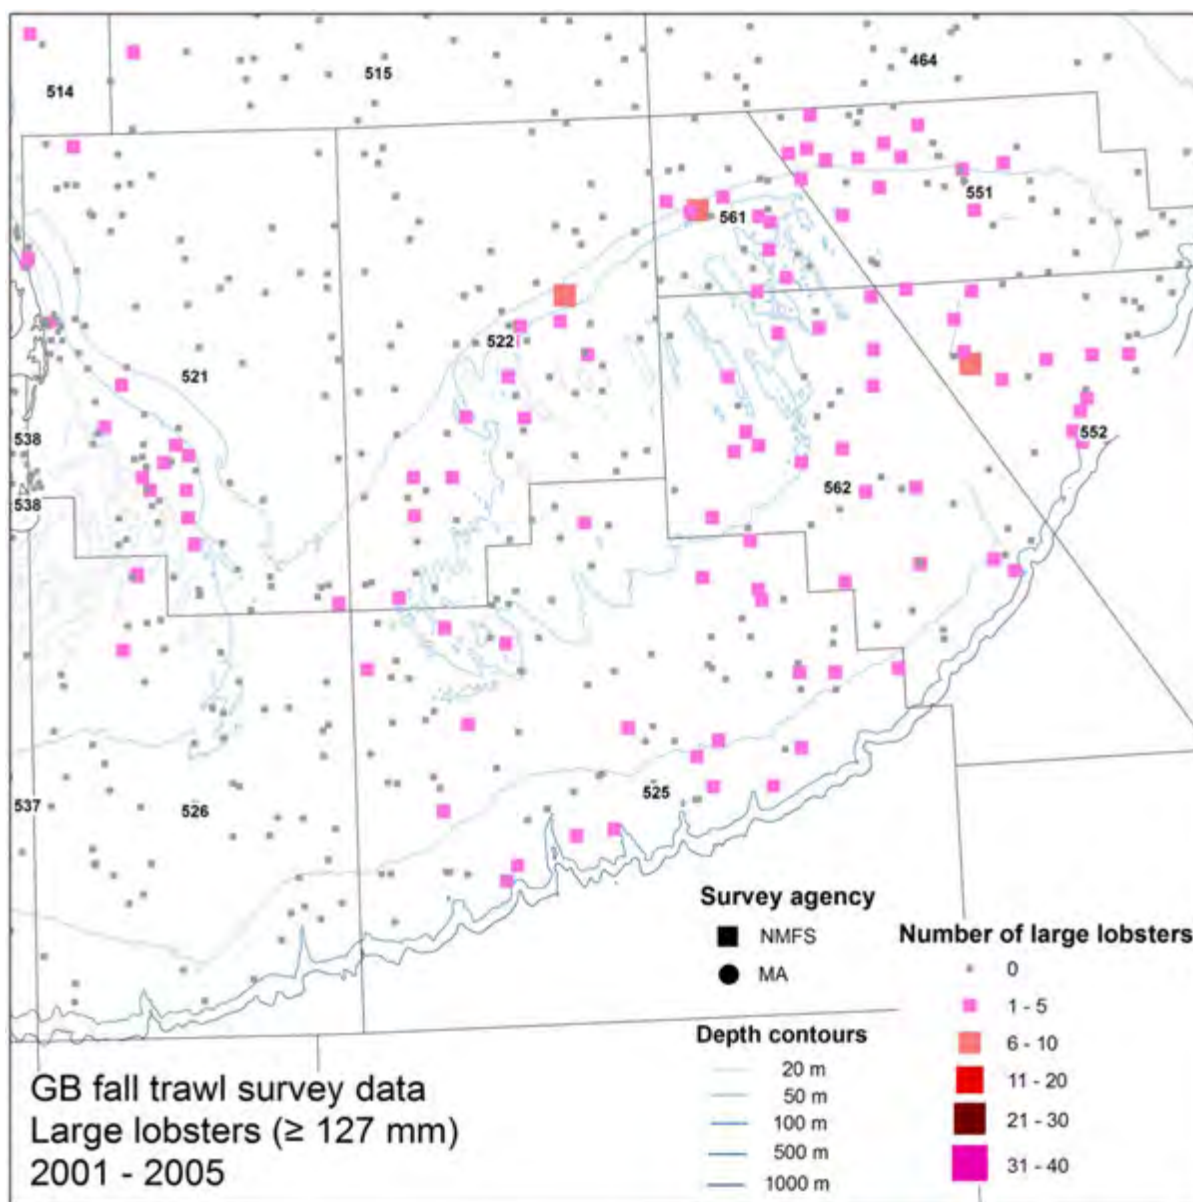 514
515
464
551
561
522
521
538
538
552
562
537
526
525
Survey agency
NMFS
MA
Number of large lobsters
0
1 - 5
6 - 10
11 - 20
21 - 30
31 - 40
Depth contours
20 m
50 m
100 m
500 m
1000 m
GB fall trawl survey data
Large lobsters (≥ 127 mm)
2001 - 2005